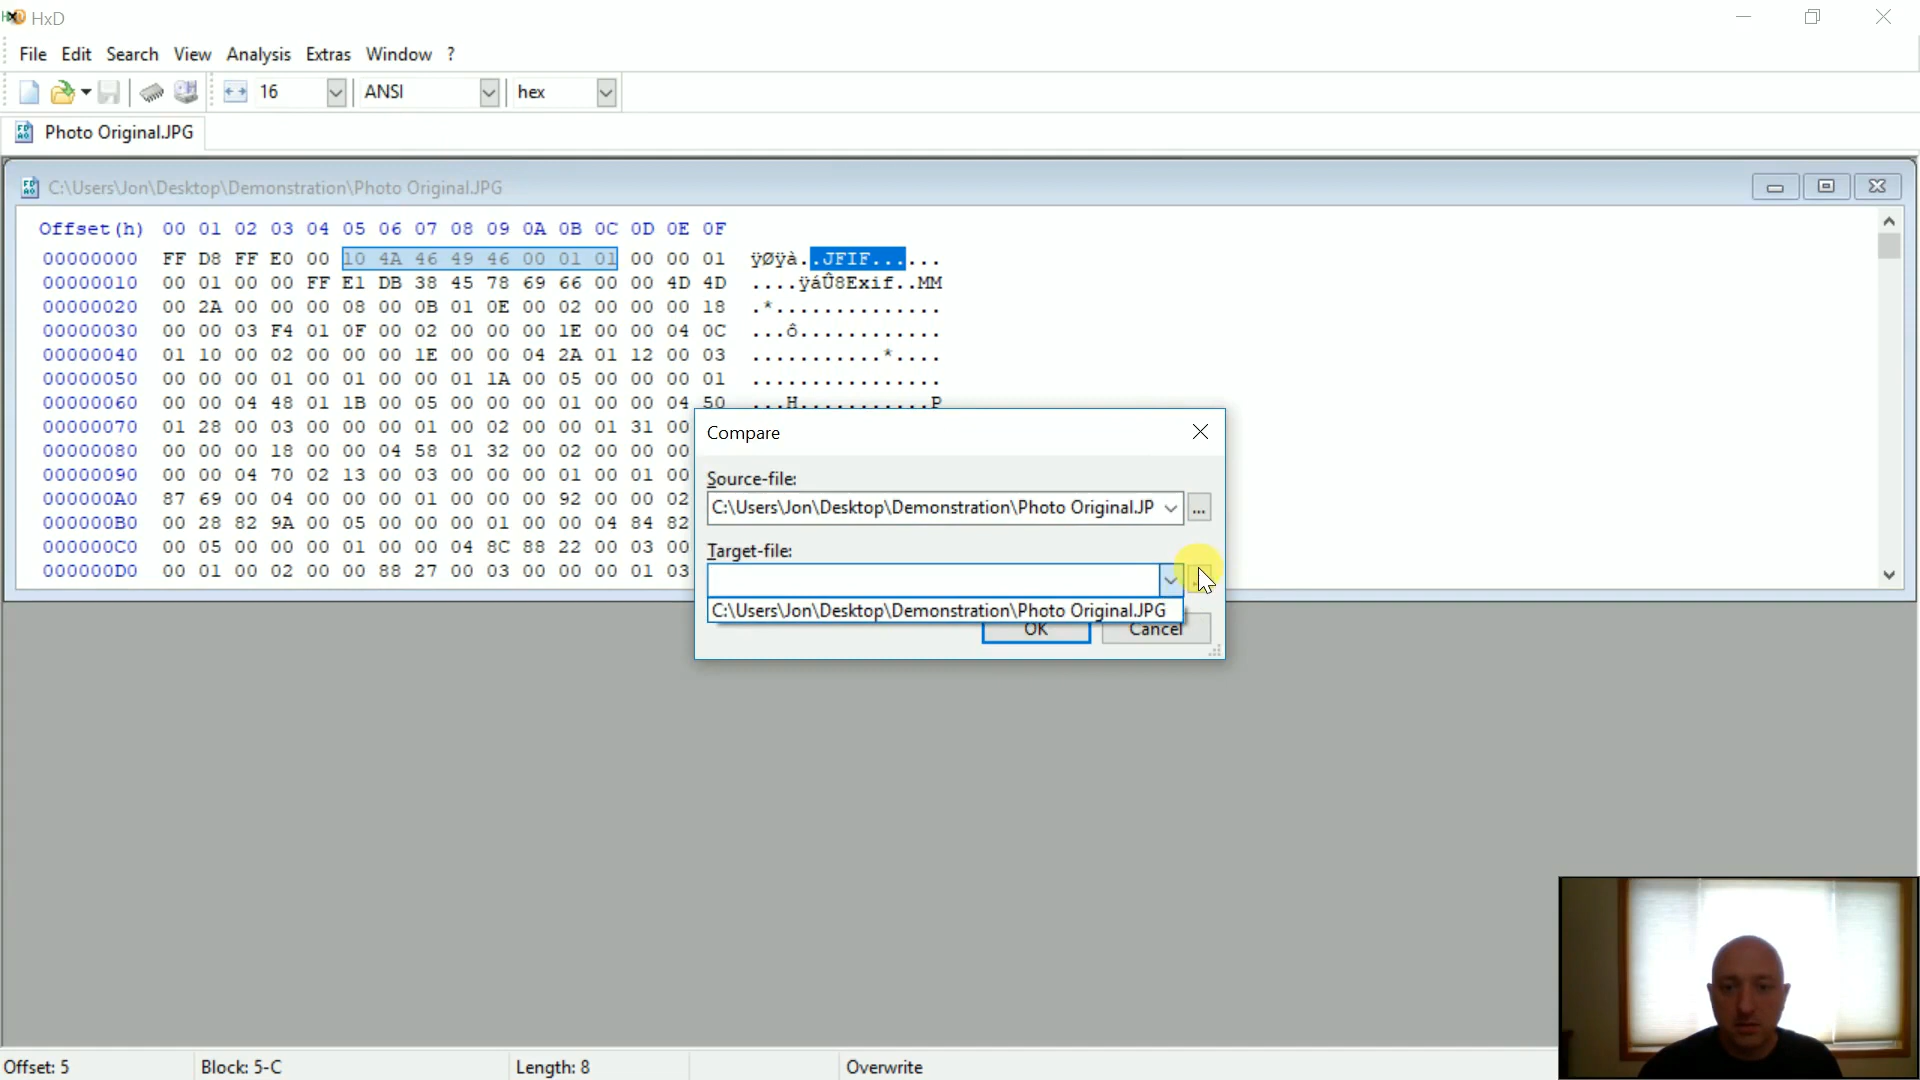 HxD
File Edit Search View Analysis Extras Window ?
16 ANSI hex
Photo Original.JPG
C:\Users\Jon\Desktop\Demonstration\Photo Original.JPG
Offset(h) 00 01 02 03 04 05 06 07 08 09 0A 0B 0C 0D 0E 0F
00000000 FF D8 FF E0 00 10 4A 46 49 46 00 01 01 00 00 01 ÿØÿà..JFIF......
00000010 00 01 00 00 FF E1 DB 38 45 78 69 66 00 00 4D 4D ....ÿáÛ8Exif..MM
00000020 00 2A 00 00 00 08 00 0B 01 0E 00 02 00 00 00 18 .*..............
00000030 00 03 F4 01 0F 00 02 00 00 00 1E 00 00 04 0C ...ô............
00000040 01 10 00 02 00 00 00 1E 00 00 04 2A 01 12 00 03 ...........*....
00000050 00 00 00 01 00 01 00 00 01 1A 00 05 00 00 00 01 ................
00000060 00 00 04 48 01 1B 00 05 00 00 00 01 00 00 04 50 ...H...........P
00000070 01 28 00 03 00 00 00 01 00 02 00 00 01 31 00
00000080 00 00 00 18 00 00 04 58 01 32 00 02 00 00 00
00000090 00 00 04 70 02 13 00 03 00 00 00 01 00 01 00
000000A0 87 69 00 04 00 00 00 01 00 00 00 92 00 00 02
000000B0 00 28 82 9A 00 05 00 00 00 01 00 00 04 84 82
000000C0 00 05 00 00 00 01 00 00 04 8C 88 22 00 03 00
000000D0 00 01 00 02 00 00 88 27 00 03 00 00 00 01 03
Compare
Source-file:
C:\Users\Jon\Desktop\Demonstration\Photo Original.JP ...
Target-file:
C:\Users\Jon\Desktop\Demonstration\Photo Original.JPG
OK Cancel
Offset: 5 Block: 5-C Length: 8 Overwrite